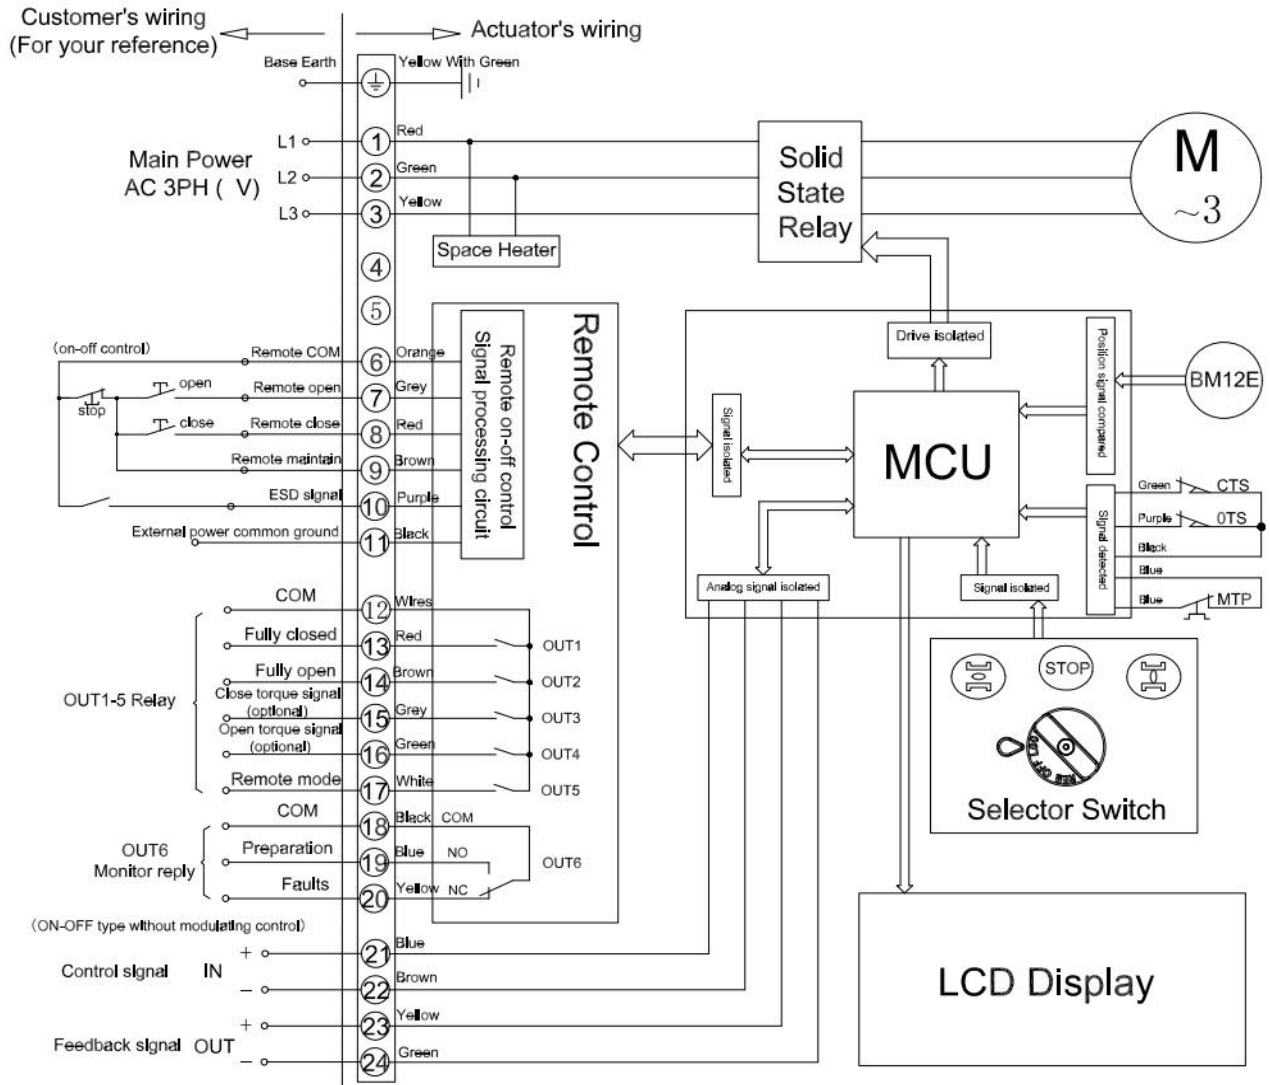 Customer's wiring
(For your reference)
Actuator's wiring
Base Earth
Yellow With Green
Main Power
AC 3PH ( V)
L1
1
Red
L2
2
Green
L3
3
Yellow
Space Heater
Solid
State
Relay
M
~3
4
5
(on-off control)
Remote COM
6
Orange
open
Remote open
7
Grey
stop
close
Remote close
8
Red
Remote maintain
9
Brown
ESD signal
10
Purple
External power common ground
11
Black
Remote on-off control
Signal processing circuit
Remote Control
Drive isolated
Signal isolated
MCU
Position signal compared
BM12E
Signal detected
Green
CTS
Purple
0TS
Black
Blue
Blue
MTP
Analog signal isolated
Signal isolated
STOP
LOC OFF RES
Selector Switch
LCD Display
OUT1-5 Relay
COM
12
Wires
Fully closed
13
Red
OUT1
Fully open
14
Brown
OUT2
Close torque signal
(optional)
15
Grey
OUT3
Open torque signal
(optional)
16
Green
OUT4
Remote mode
17
White
OUT5
OUT6
Monitor reply
COM
18
Black
COM
Preparation
19
Blue
NO
OUT6
Faults
20
Yellow
NC
(ON-OFF type without modulating control)
Control signal
IN
+
21
Blue
−
22
Brown
Feedback signal
OUT
+
23
Yellow
−
24
Green